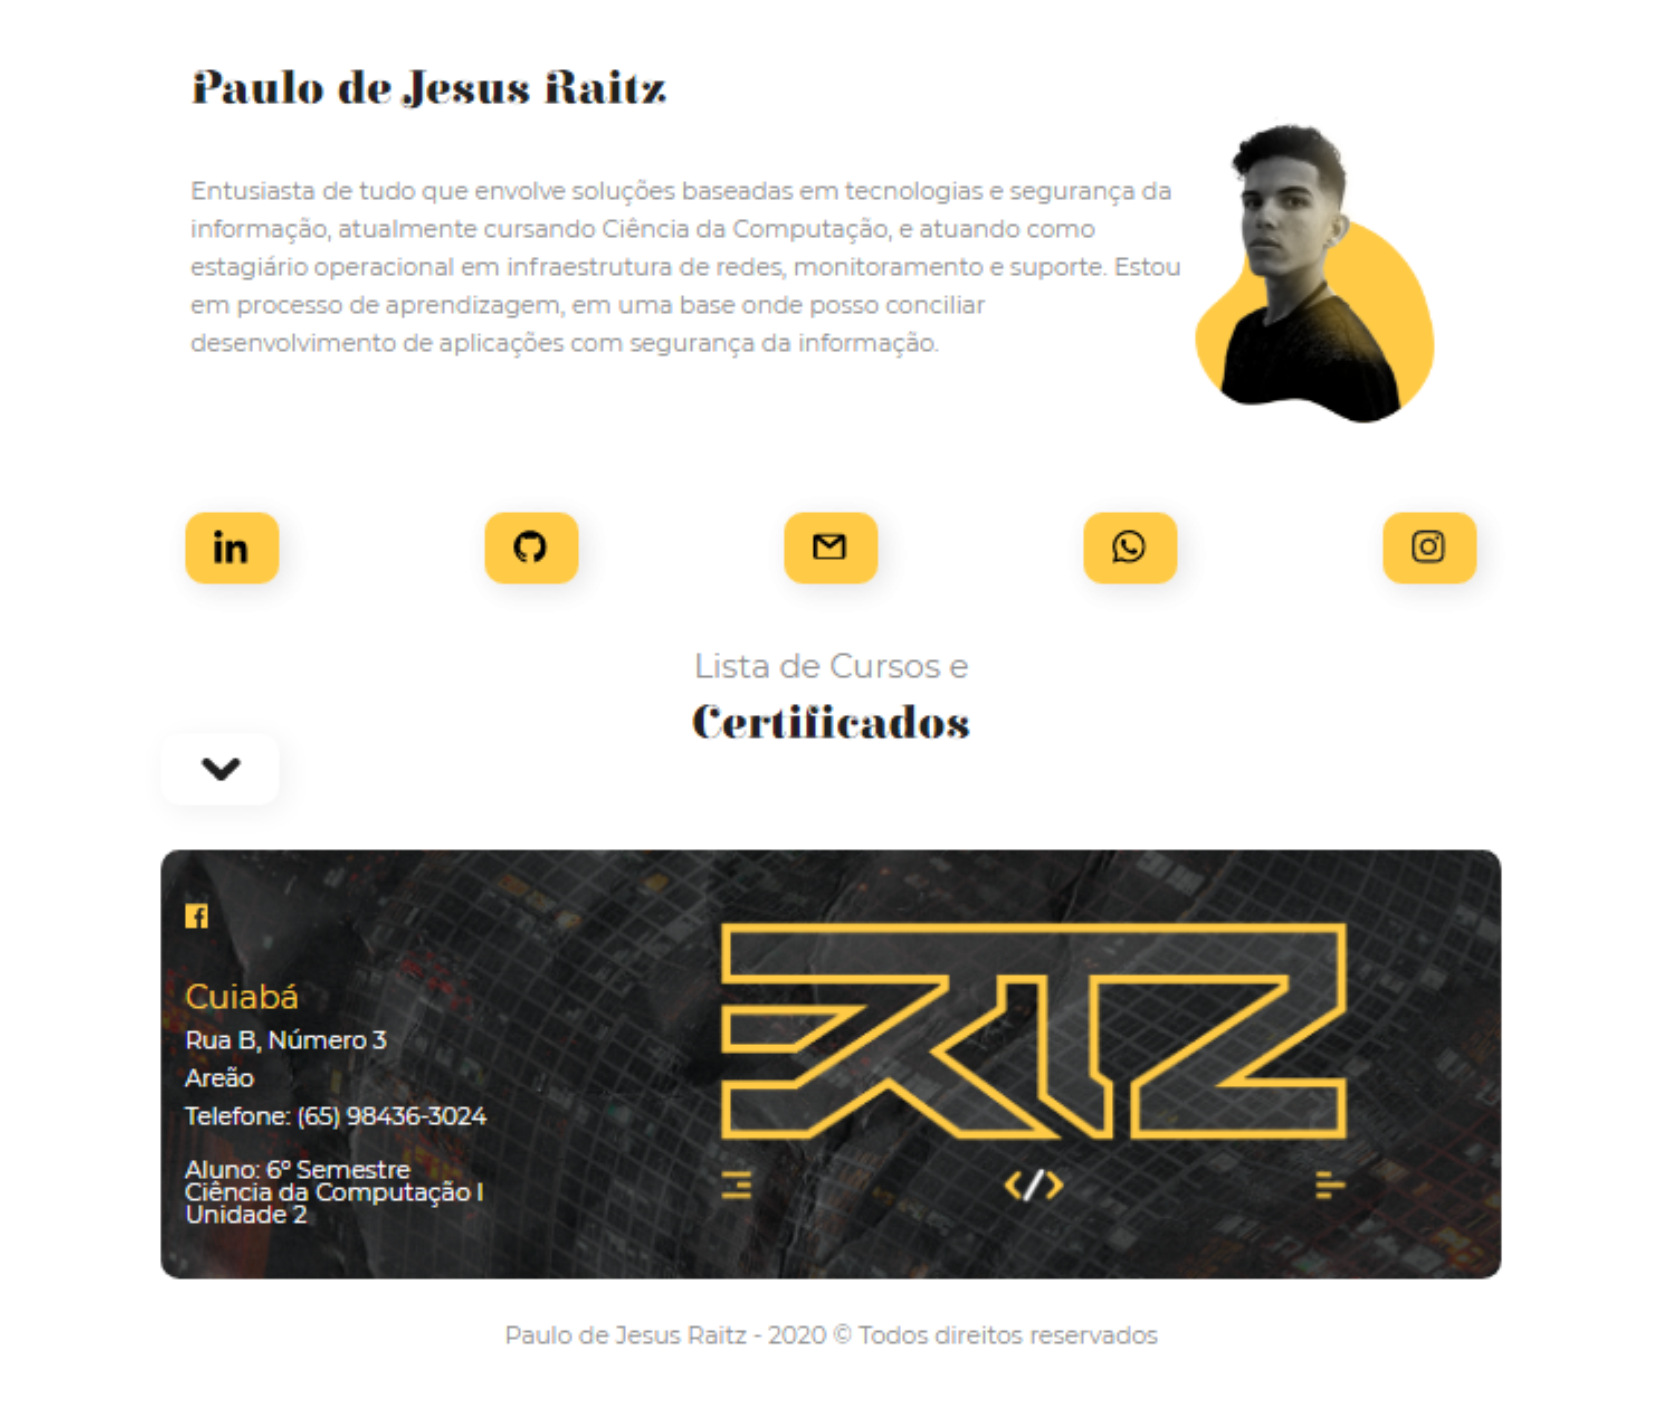 Paulo de Jesus Raitz
Entusiasta de tudo que envolve soluções baseadas em tecnologias e segurança da
informação, atualmente cursando Ciência da Computação, e atuando como
estagiário operacional em infraestrutura de redes, monitoramento e suporte. Estou
em processo de aprendizagem, em uma base onde posso conciliar
desenvolvimento de aplicações com segurança da informação.
in
Lista de Cursos e
Certificados
Cuiabá
Rua B, Número 3
Areão
Telefone: (65) 98436-3024
Aluno: 6º Semestre
Ciência da Computação I
Unidade 2
</>
Paulo de Jesus Raitz - 2020 © Todos direitos reservados